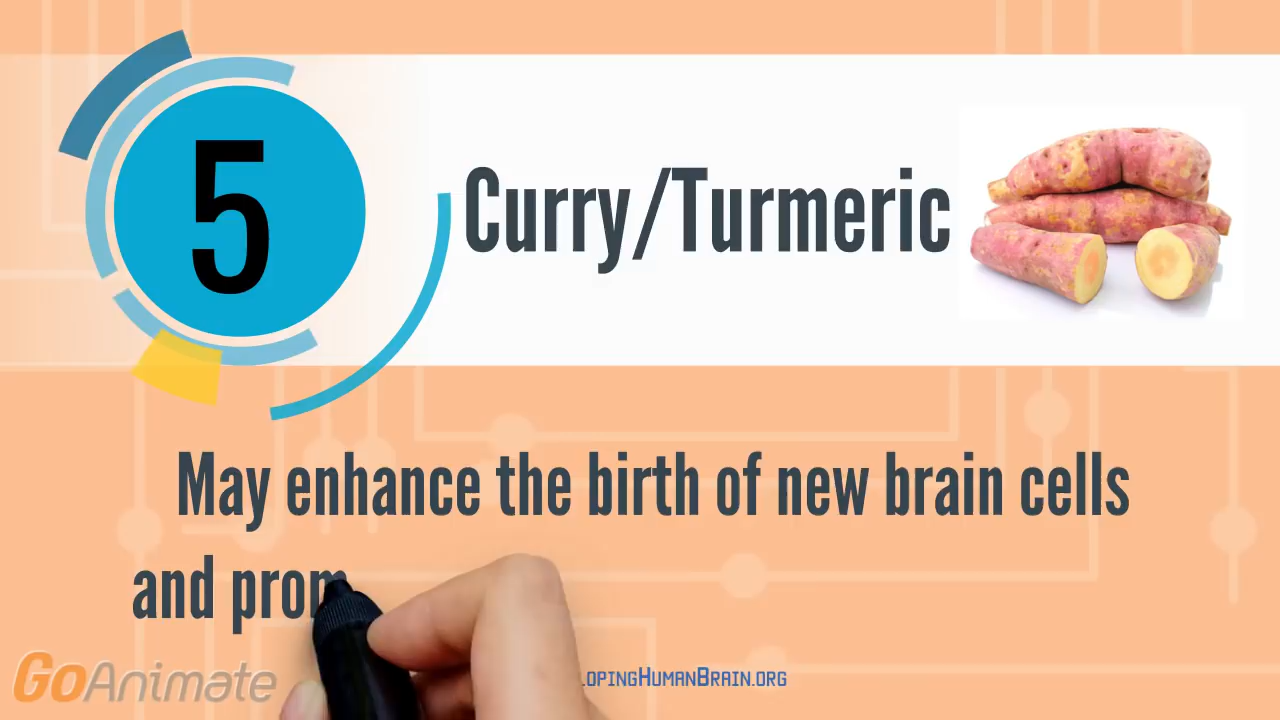 5
Curry/Turmeric
May enhance the birth of new brain cells
and prom
GoAnimate
LOPINGHUMANBRAIN.ORG